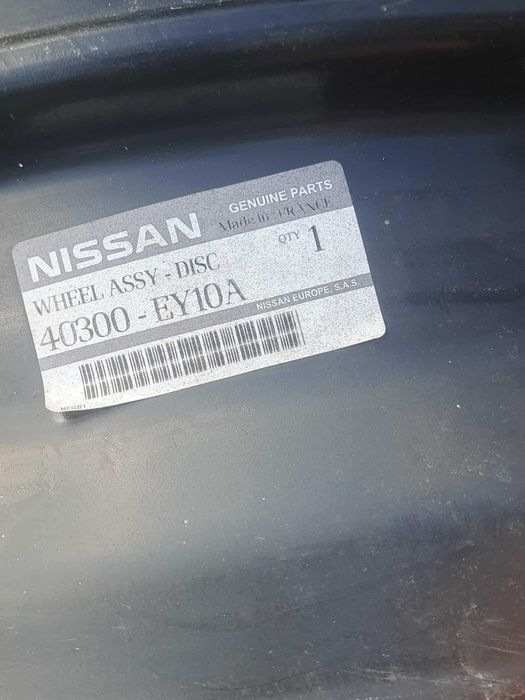 NISSAN
GENUINE PARTS
Made in : FRANCE
WHEEL ASSY - DISC
QTY 1
40300 - EY10A
NISSAN EUROPE, S.A.S.